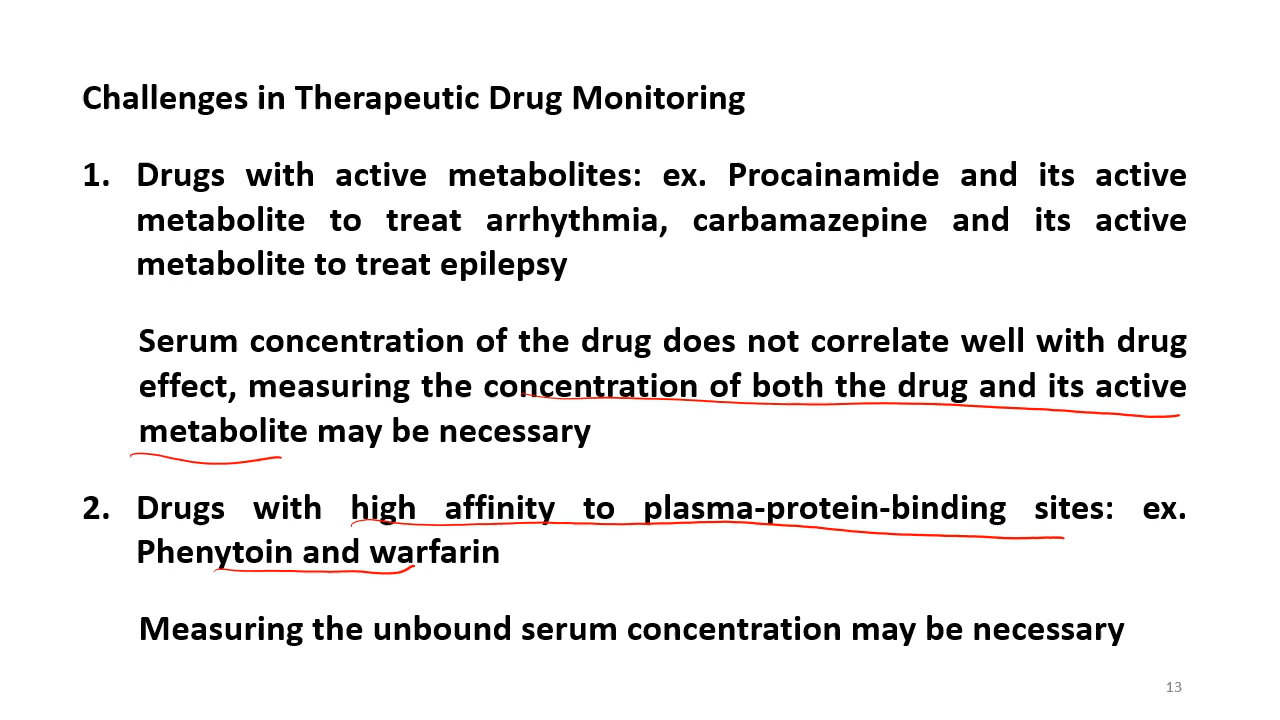 Challenges in Therapeutic Drug Monitoring
1. Drugs with active metabolites: ex. Procainamide and its active
metabolite to treat arrhythmia, carbamazepine and its active
metabolite to treat epilepsy
Serum concentration of the drug does not correlate well with drug
effect, measuring the concentration of both the drug and its active
metabolite may be necessary
2. Drugs with high affinity to plasma-protein-binding sites: ex.
Phenytoin and warfarin
Measuring the unbound serum concentration may be necessary
13